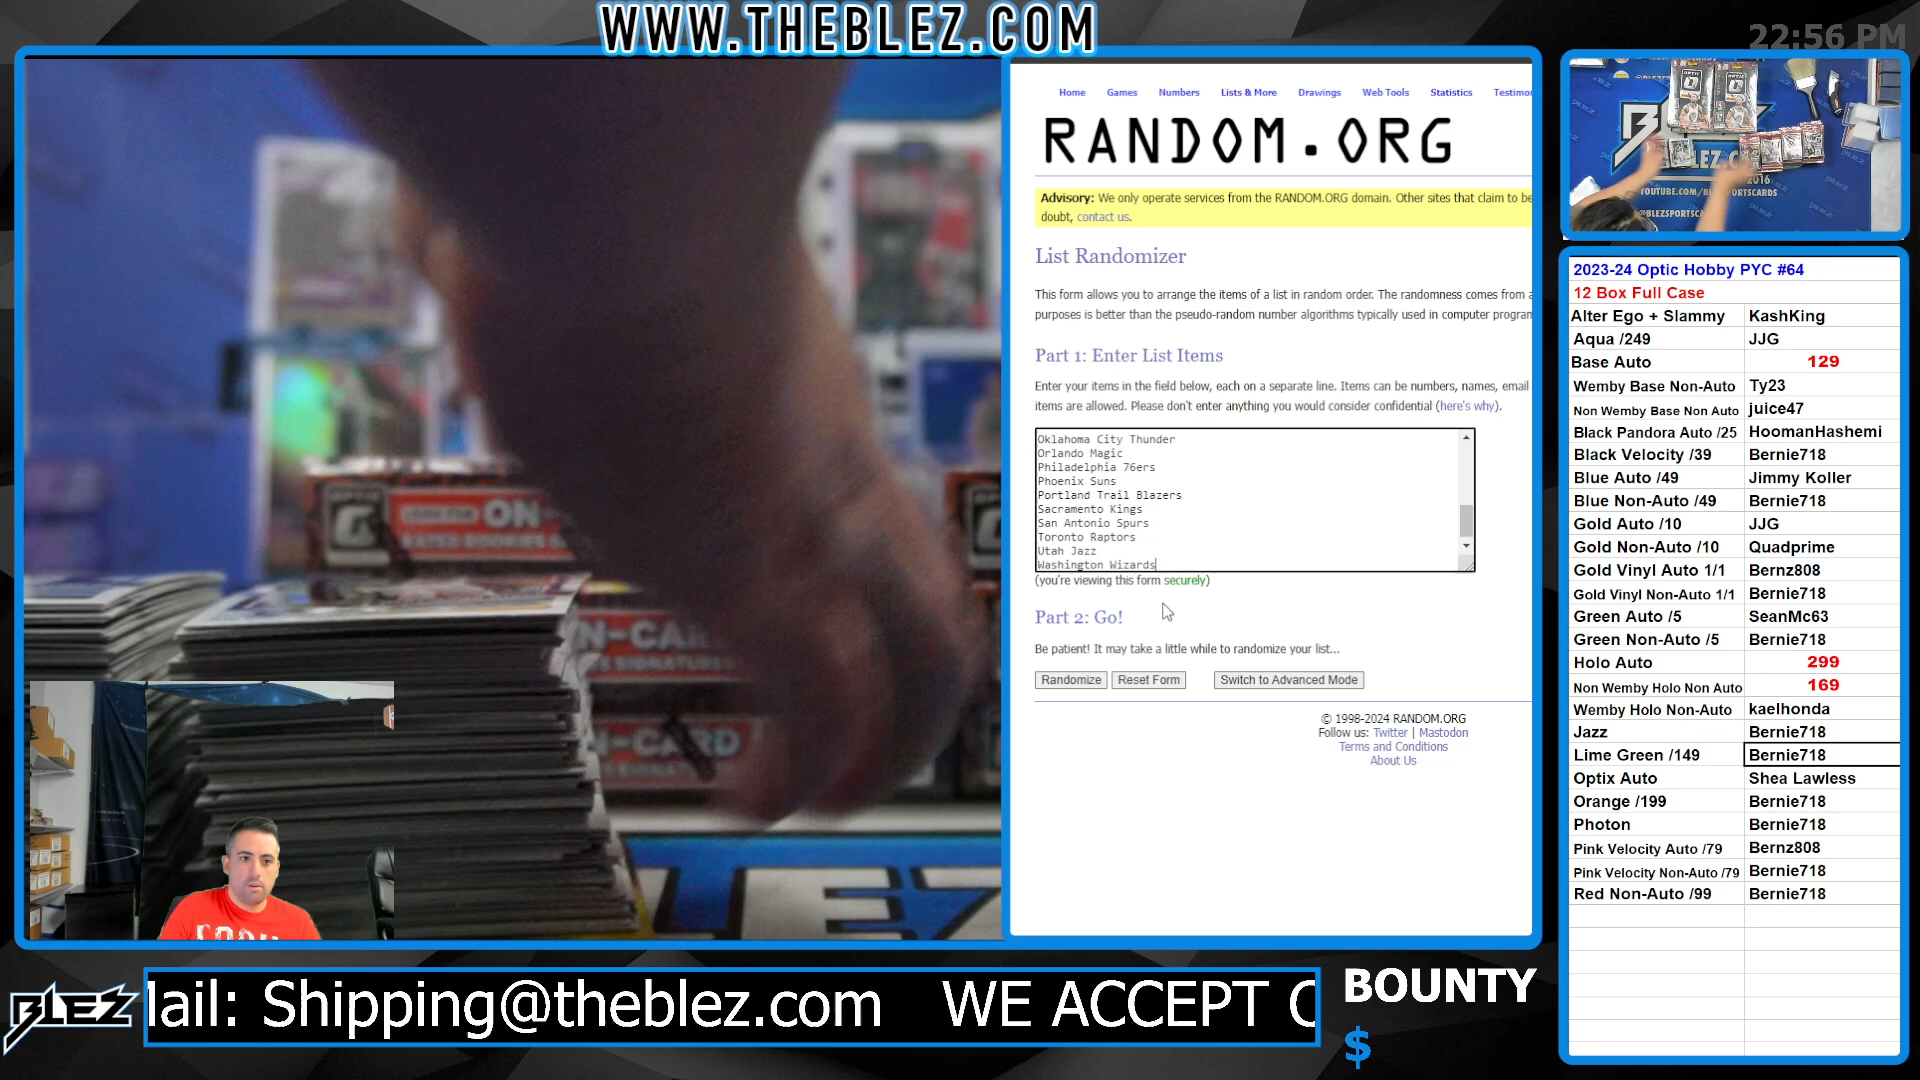 WWW.THEBLEZ.COM
22:56 PM
Home Games Numbers Lists & More Drawings Web Tools Statistics
RANDOM.ORG
Advisory: We only operate services from the RANDOM.ORG domain. Other sites that claim to be
doubt, contact us.
List Randomizer
This form allows you to arrange the items of a list in random order. The randomness comes from a
purposes is better than the pseudo-random number algorithms typically used in computer program
Part 1: Enter List Items
Enter your items in the field below, each on a separate line. Items can be numbers, names, email
items are allowed. Please don't enter anything you would consider confidential (here's why).
Oklahoma City Thunder
Orlando Magic
Philadelphia 76ers
Phoenix Suns
Portland Trail Blazers
Sacramento Kings
San Antonio Spurs
Toronto Raptors
Utah Jazz
Washington Wizards
(you're viewing this form securely)
Part 2: Go!
Be patient! It may take a little while to randomize your list...
Randomize Reset Form Switch to Advanced Mode
© 1998-2024 RANDOM.ORG
Follow us: Twitter | Mastodon
Terms and Conditions
About Us
2023-24 Optic Hobby PYC #64
12 Box Full Case
Alter Ego + Slammy KashKing
Aqua /249 JJG
Base Auto 129
Wemby Base Non-Auto Ty23
Non Wemby Base Non Auto juice47
Black Pandora Auto /25 HoomanHashemi
Black Velocity /39 Bernie718
Blue Auto /49 Jimmy Koller
Blue Non-Auto /49 Bernie718
Gold Auto /10 JJG
Gold Non-Auto /10 Quadprime
Gold Vinyl Auto 1/1 Bernz808
Gold Vinyl Non-Auto 1/1 Bernie718
Green Auto /5 SeanMc63
Green Non-Auto /5 Bernie718
Holo Auto 299
Non Wemby Holo Non Auto 169
Wemby Holo Non-Auto kaelhonda
Jazz Bernie718
Lime Green /149 Bernie718
Optix Auto Shea Lawless
Orange /199 Bernie718
Photon Bernie718
Pink Velocity Auto /79 Bernz808
Pink Velocity Non-Auto /79 Bernie718
Red Non-Auto /99 Bernie718
BLEZ
ail: Shipping@theblez.com WE ACCEPT
BOUNTY
$